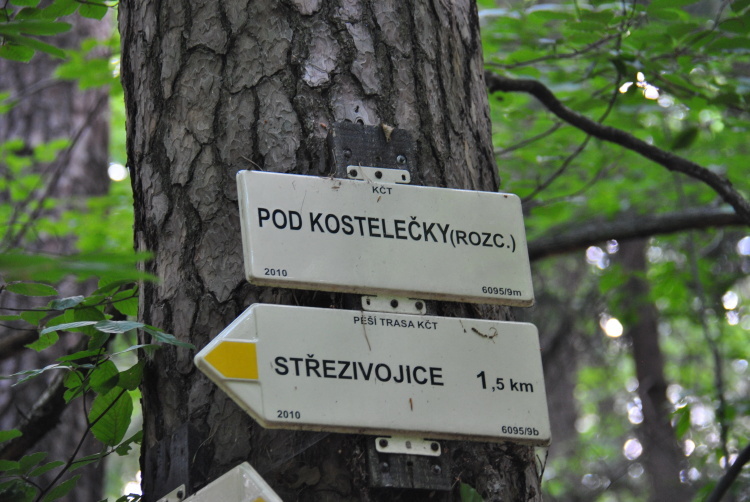 KČT
POD KOSTELEČKY(ROZC.)
2010 6095/9m
PĚŠÍ TRASA KČT
STŘEZIVOJICE 1,5 km
2010 6095/9b